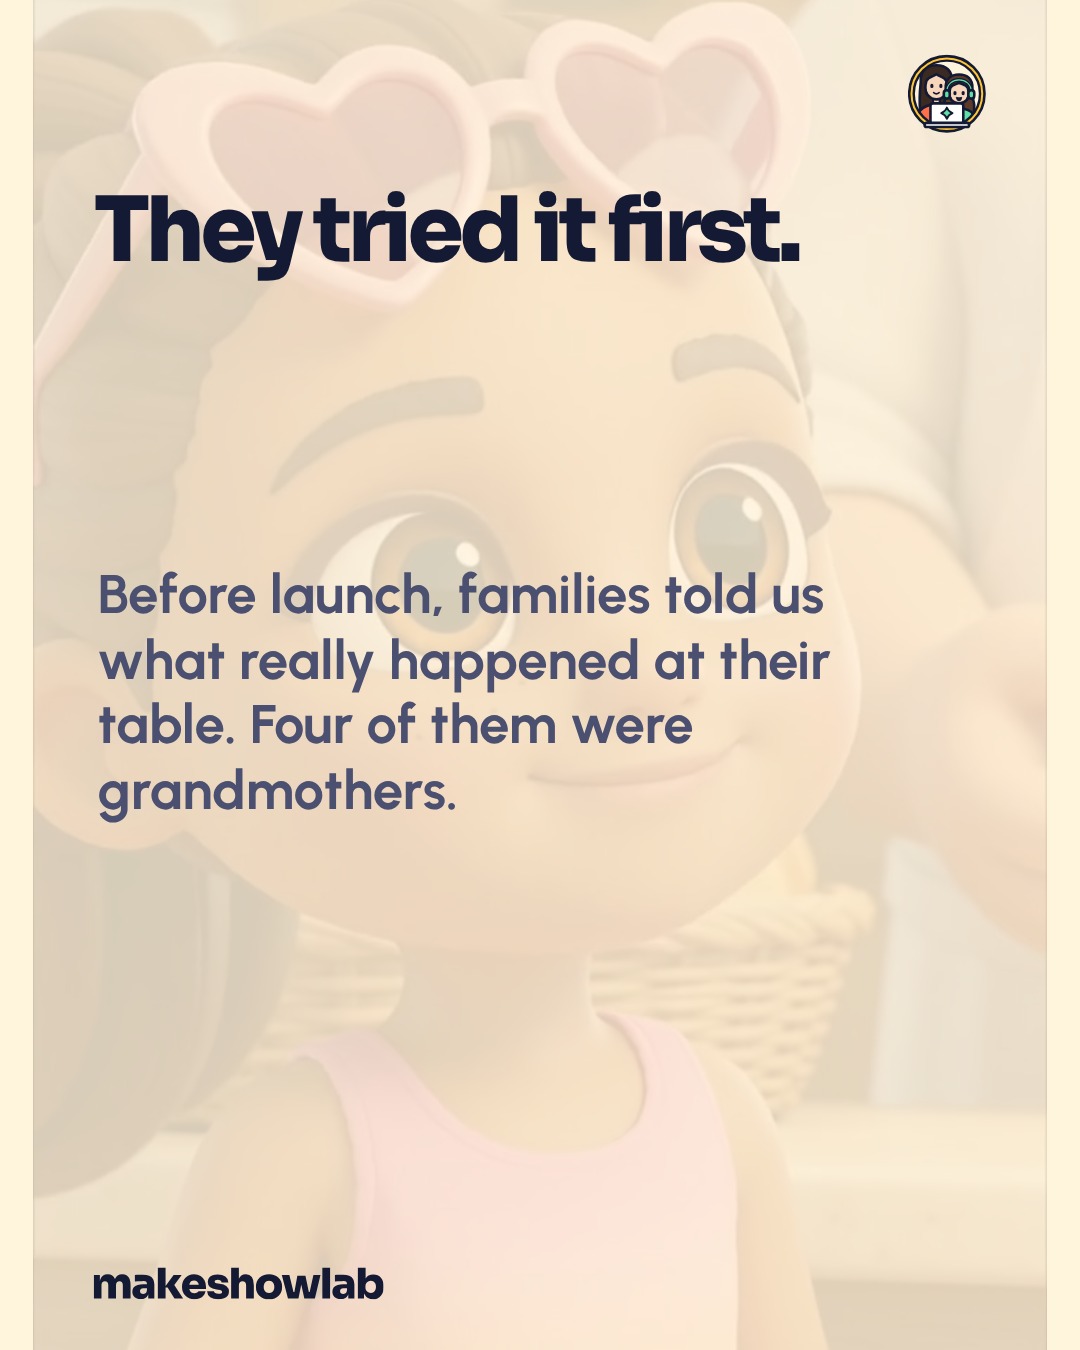 They tried it first.
Before launch, families told us
what really happened at their
table. Four of them were
grandmothers.
makeshowlab